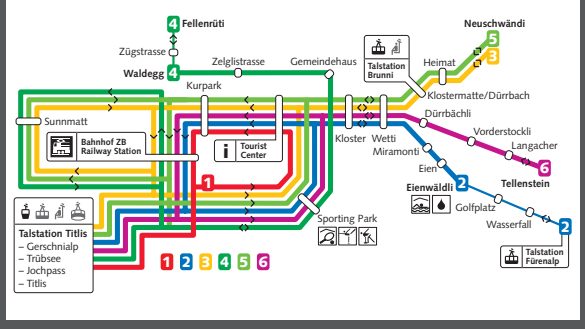 4 Fellenrüti
Neuschwändi
5
3
Zügstrasse
Zelglistrasse
Gemeindehaus
Waldegg 4
Talstation
Brunni
Heimat
Kurpark
Klostermatte/Dürrbach
Sunnmatt
Dürrbächli
Bahnhof ZB
Railway Station
i Tourist
Center
Kloster
Wetti
Miramonti
Vorderstockli
Langacher
6
Eien
1
2
Tellenstein
Eienwäldli
Golfplatz
Sporting Park
Wasserfall
2
Talstation Titlis
– Gerschnialp
– Trübsee
– Jochpass
– Titlis
Talstation
Fürenalp
1 2 3 4 5 6